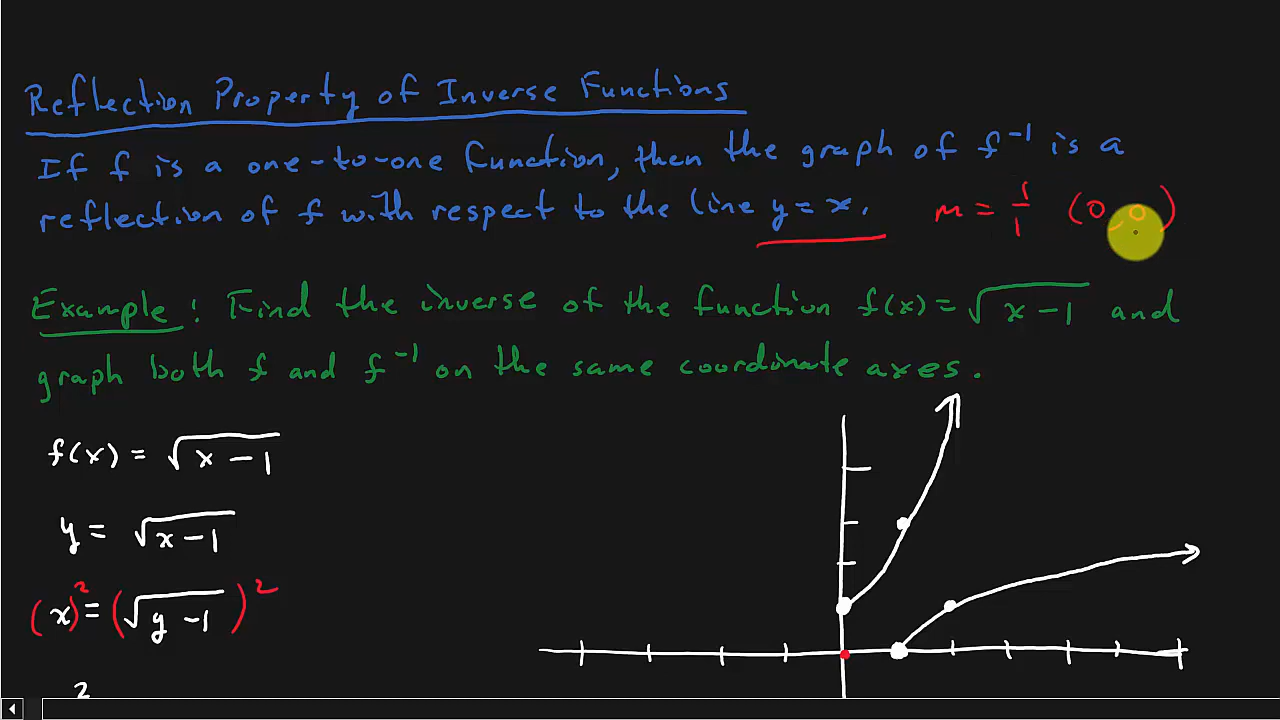 Reflection Property of Inverse Functions
If f is a one-to-one function, then the graph of f⁻¹ is a
reflection of f with respect to the line y = x. m = 1/1 (0, 0)
Example: Find the inverse of the function f(x) = √(x-1) and
graph both f and f⁻¹ on the same coordinate axes.
f(x) = √(x-1)
y = √(x-1)
(x)² = (√(y-1))²
2